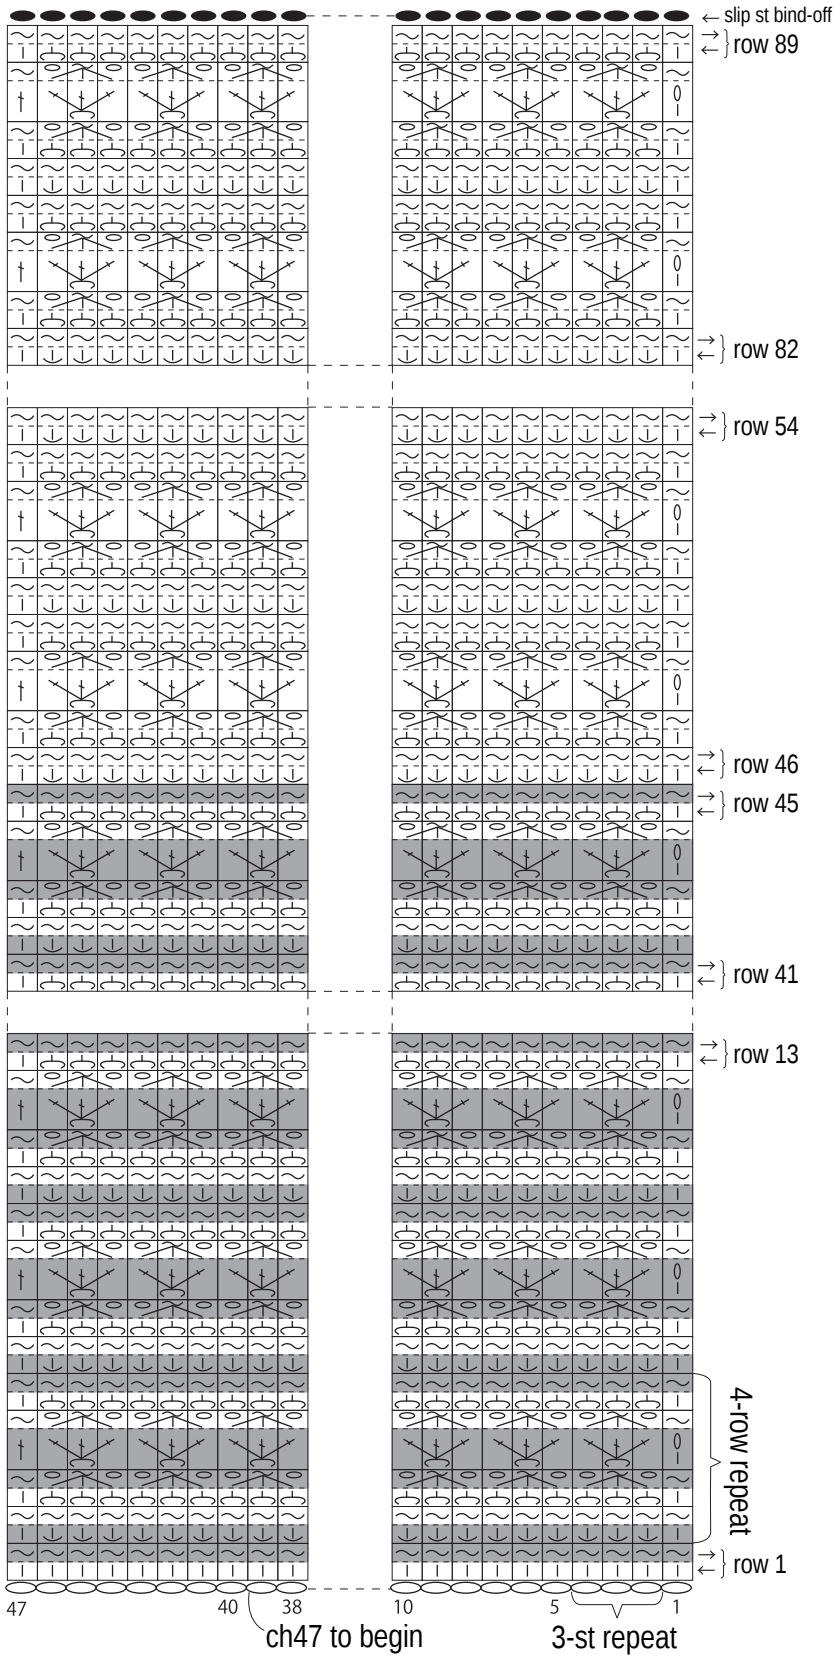 ← slip st bind-off
row 89
row 82
row 54
row 46
row 45
row 41
row 13
4-row repeat
row 1
47 40 38 10 5 1
ch47 to begin 3-st repeat